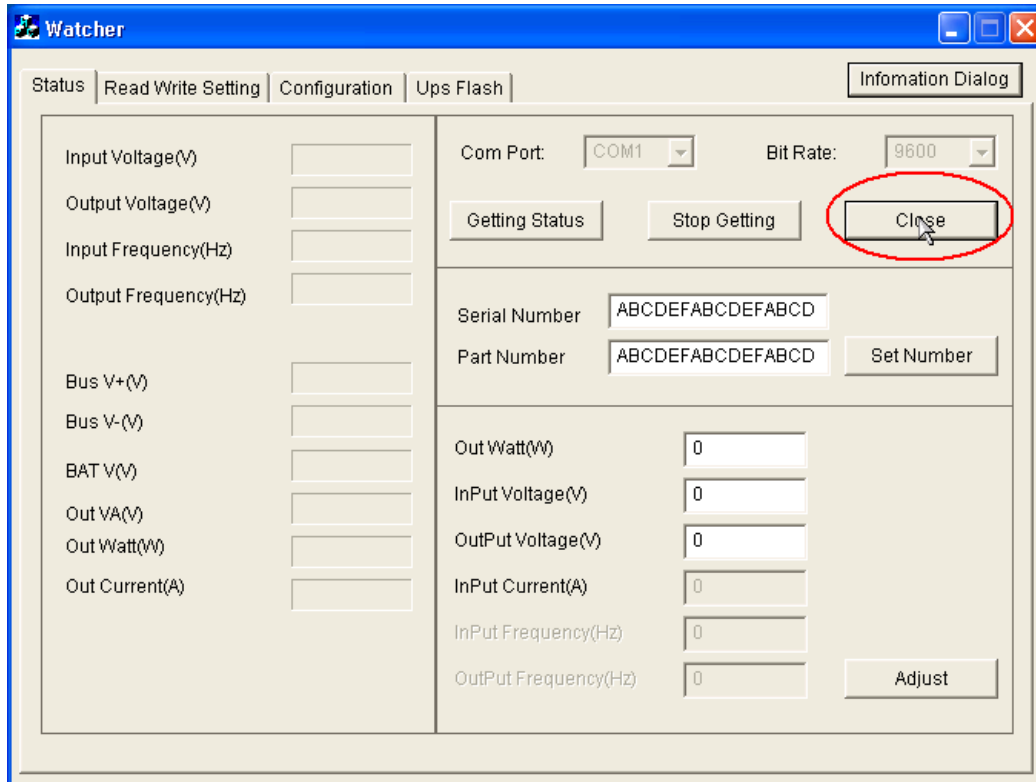 Watcher
Status Read Write Setting Configuration Ups Flash Infomation Dialog
Input Voltage(V)
Output Voltage(V)
Input Frequency(Hz)
Output Frequency(Hz)
Bus V+(V)
Bus V-(V)
BAT V(V)
Out VA(V)
Out Watt(W)
Out Current(A)
Com Port: COM1 Bit Rate: 9600
Getting Status Stop Getting Close
Serial Number ABCDEFABCDEFABCD
Part Number ABCDEFABCDEFABCD Set Number
Out Watt(W) 0
InPut Voltage(V) 0
OutPut Voltage(V) 0
InPut Current(A) 0
InPut Frequency(Hz) 0
OutPut Frequency(Hz) 0 Adjust